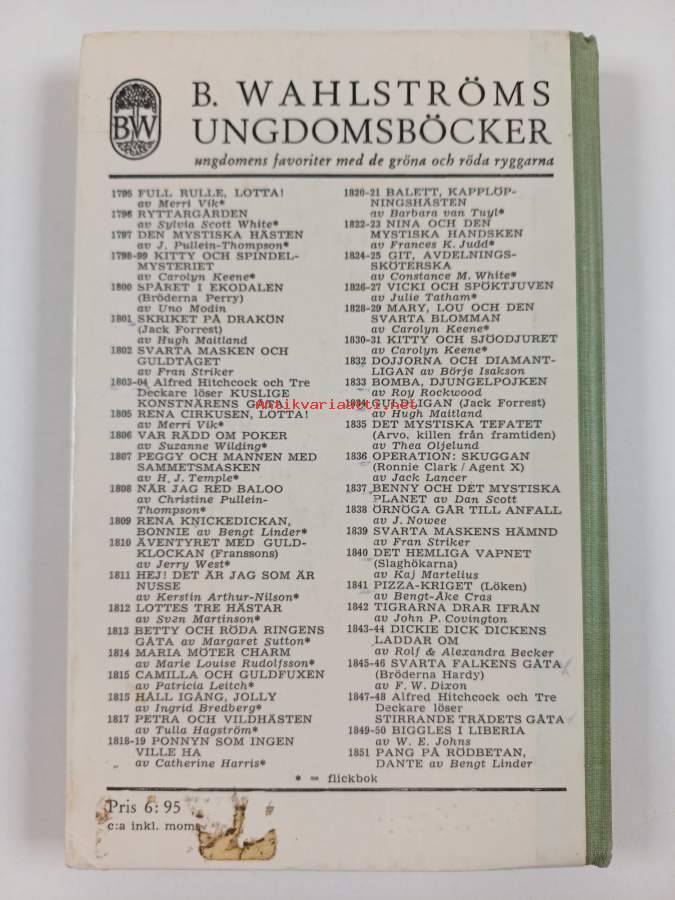 BW
B. WAHLSTRÖMS
UNGDOMSBÖCKER
ungdomens favoriter med de gröna och röda ryggarna
1795 FULL RULLE, LOTTA!
av Merri Vik*
1796 RYTTARGÅRDEN
av Sylvia Scott White*
1797 DEN MYSTISKA HÄSTEN
av J. Pullein-Thompson*
1798-99 KITTY OCH SPINDEL-
MYSTERIET
av Carolyn Keene*
1800 SPÅRET I EKODALEN
(Bröderna Perry)
av Uno Modin
1801 SKRIKET PÅ DRAKÖN
(Jack Forrest)
av Hugh Maitland
1802 SVARTA MASKEN OCH
GULDTÅGET
av Fran Striker
1803-04 Alfred Hitchcock och Tre
Deckare löser KUSLIGE
KONSTNÄRENS GÅTA
1805 RENA CIRKUSEN, LOTTA!
av Merri Vik*
1806 VAR RÄDD OM POKER
av Suzanne Wilding*
1807 PEGGY OCH MANNEN MED
SAMMETSMASKEN
av H. J. Temple*
1808 NÄR JAG RED BALOO
av Christine Pullein-
Thompson*
1809 RENA KNICKEDICKAN,
BONNIE av Bengt Linder*
1810 ÄVENTYRET MED GULD-
KLOCKAN (Franssons)
av Jerry West*
1811 HEJ! DET ÄR JAG SOM ÄR
NUSSE
av Kerstin Arthur-Nilson*
1812 LOTTES TRE HÄSTAR
av Sven Martinson*
1813 BETTY OCH RÖDA RINGENS
GÅTA av Margaret Sutton*
1814 MARIA MÖTER CHARM
av Marie Louise Rudolfsson*
1815 CAMILLA OCH GULDFUXEN
av Patricia Leitch*
1815 HÅLL IGÅNG, JOLLY
av Ingrid Bredberg*
1817 PETRA OCH VILDHÄSTEN
av Tulla Hagström*
1818-19 PONNYN SOM INGEN
VILLE HA
av Catherine Harris*
1820-21 BALETT, KAPPLÖP-
NINGSHÄSTEN
av Barbara van Tuyl*
1822-23 NINA OCH DEN
MYSTISKA HANDSKEN
av Frances K. Judd*
1824-25 GIT, AVDELNINGS-
SKÖTERSKA
av Constance M. White*
1826-27 VICKI OCH SPÖKTJUVEN
av Julie Tatham*
1828-29 MARY, LOU OCH DEN
SVARTA BLOMMAN
av Carolyn Keene*
1830-31 KITTY OCH SJÖODJURET
av Carolyn Keene*
1832 DOJJORNA OCH DIAMANT-
LIGAN av Börje Isakson
1833 BOMBA, DJUNGELPOJKEN
av Roy Rockwood
1834 GULDLIGAN (Jack Forrest)
av Hugh Maitland
1835 DET MYSTISKA TEFATET
(Arvo, killen från framtiden)
av Thea Oljelund
1836 OPERATION: SKUGGAN
(Ronnie Clark / Agent X)
av Jack Lancer
1837 BENNY OCH DET MYSTISKA
PLANET av Dan Scott
1838 ÖRNÖGA GÅR TILL ANFALL
av J. Nowee
1839 SVARTA MASKENS HÄMND
av Fran Striker
1840 DET HEMLIGA VAPNET
(Slaghökarna)
av Kaj Martelius
1841 PIZZA-KRIGET (Löken)
av Bengt-Åke Cras
1842 TIGRARNA DRAR IFRÅN
av John P. Covington
1843-44 DICKIE DICK DICKENS
LADDAR OM
av Rolf & Alexandra Becker
1845-46 SVARTA FALKENS GÅTA
(Bröderna Hardy)
av F. W. Dixon
1847-48 Alfred Hitchcock och Tre
Deckare löser
STIRRANDE TRÄDETS GÅTA
1849-50 BIGGLES I LIBERIA
av W. E. Johns
1851 PANG PÅ RÖDBETAN,
DANTE av Bengt Linder
* = flickbok
Pris 6:95
c:a inkl. moms
Antikvariaatti.net